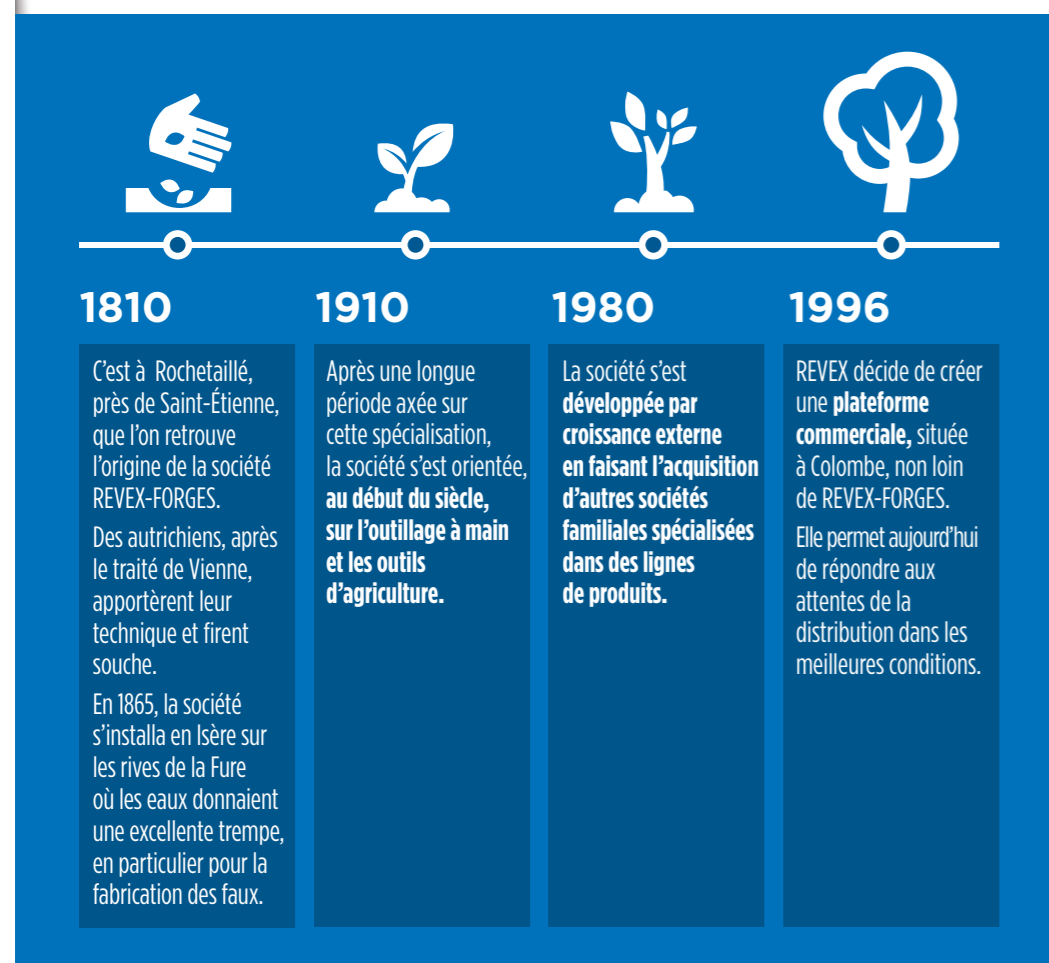 1810
C'est à Rochetaillé,
près de Saint-Étienne,
que l'on retrouve
l'origine de la société
REVEX-FORGES.
Des autrichiens, après
le traité de Vienne,
apportèrent leur
technique et firent
souche.
En 1865, la société
s'installa en Isère sur
les rives de la Fure
où les eaux donnaient
une excellente trempe,
en particulier pour la
fabrication des faux.
1910
Après une longue
période axée sur
cette spécialisation,
la société s'est orientée,
au début du siècle,
sur l'outillage à main
et les outils
d'agriculture.
1980
La société s'est
développée par
croissance externe
en faisant l'acquisition
d'autres sociétés
familiales spécialisées
dans des lignes
de produits.
1996
REVEX décide de créer
une plateforme
commerciale, située
à Colombe, non loin
de REVEX-FORGES.
Elle permet aujourd'hui
de répondre aux
attentes de la
distribution dans les
meilleures conditions.